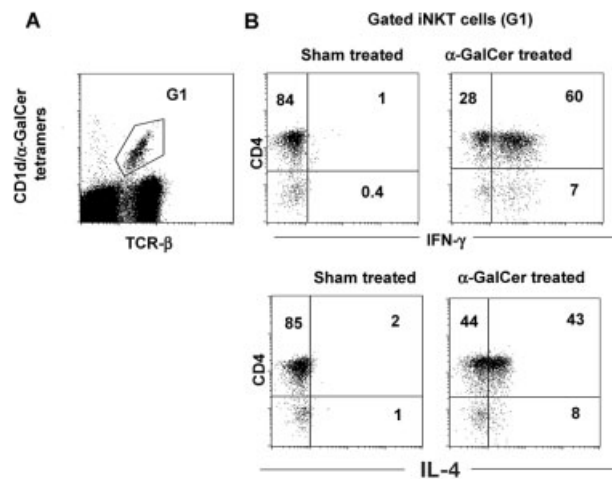 A
B
Gated iNKT cells (G1)
Sham treated
α-GalCer treated
G1
CD1d/α-GalCer
tetramers
TCR-β
84
1
0.4
28
60
7
CD4
IFN-γ
Sham treated
α-GalCer treated
85
2
1
44
43
8
CD4
IL-4